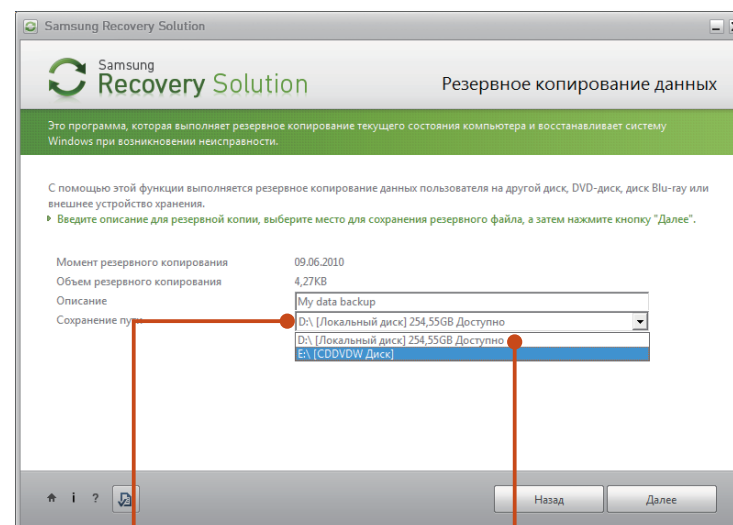 Samsung Recovery Solution
Samsung
Recovery Solution
Резервное копирование данных
Это программа, которая выполняет резервное копирование текущего состояния компьютера и восстанавливает систему
Windows при возникновении неисправности.
С помощью этой функции выполняется резервное копирование данных пользователя на другой диск, DVD-диск, диск Blu-ray или
внешнее устройство хранения.
Введите описание для резервной копии, выберите место для сохранения резервного файла, а затем нажмите кнопку "Далее".
Момент резервного копирования 09.06.2010
Объем резервного копирования 4,27KB
Описание My data backup
Сохранение пути D:\ [Локальный диск] 254,55GB Доступно
D:\ [Локальный диск] 254,55GB Доступно
E:\ [CDDVDW Диск]
i ?
Назад
Далее